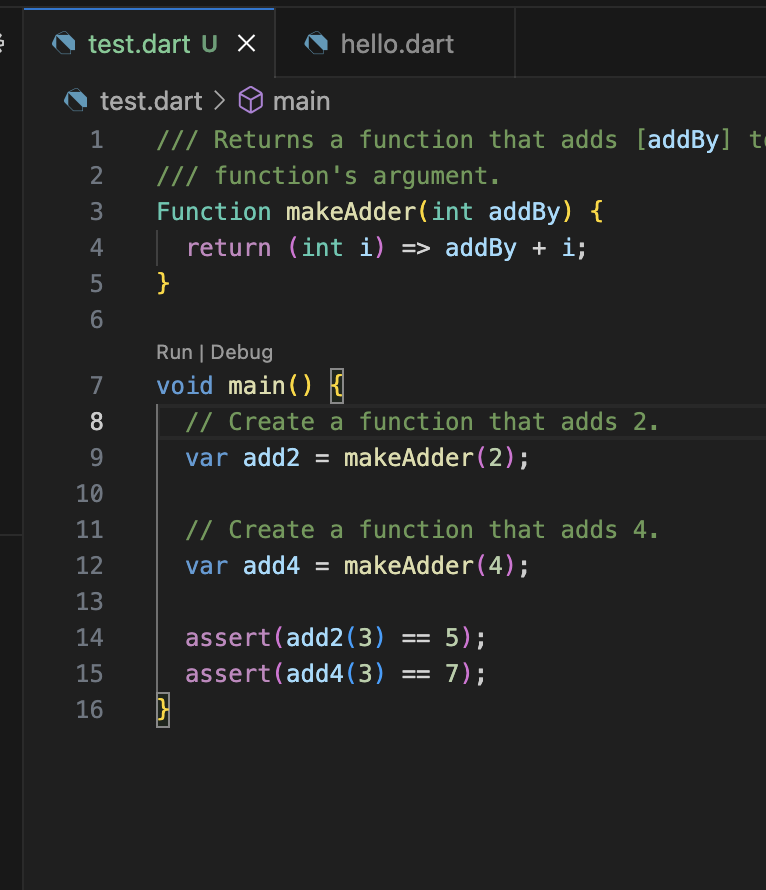 test.dart U
hello.dart
test.dart > main
1 /// Returns a function that adds [addBy] t
2 /// function's argument.
3 Function makeAdder(int addBy) {
4   return (int i) => addBy + i;
5 }
6
Run | Debug
7 void main() {
8   // Create a function that adds 2.
9   var add2 = makeAdder(2);
10
11   // Create a function that adds 4.
12   var add4 = makeAdder(4);
13
14   assert(add2(3) == 5);
15   assert(add4(3) == 7);
16 }